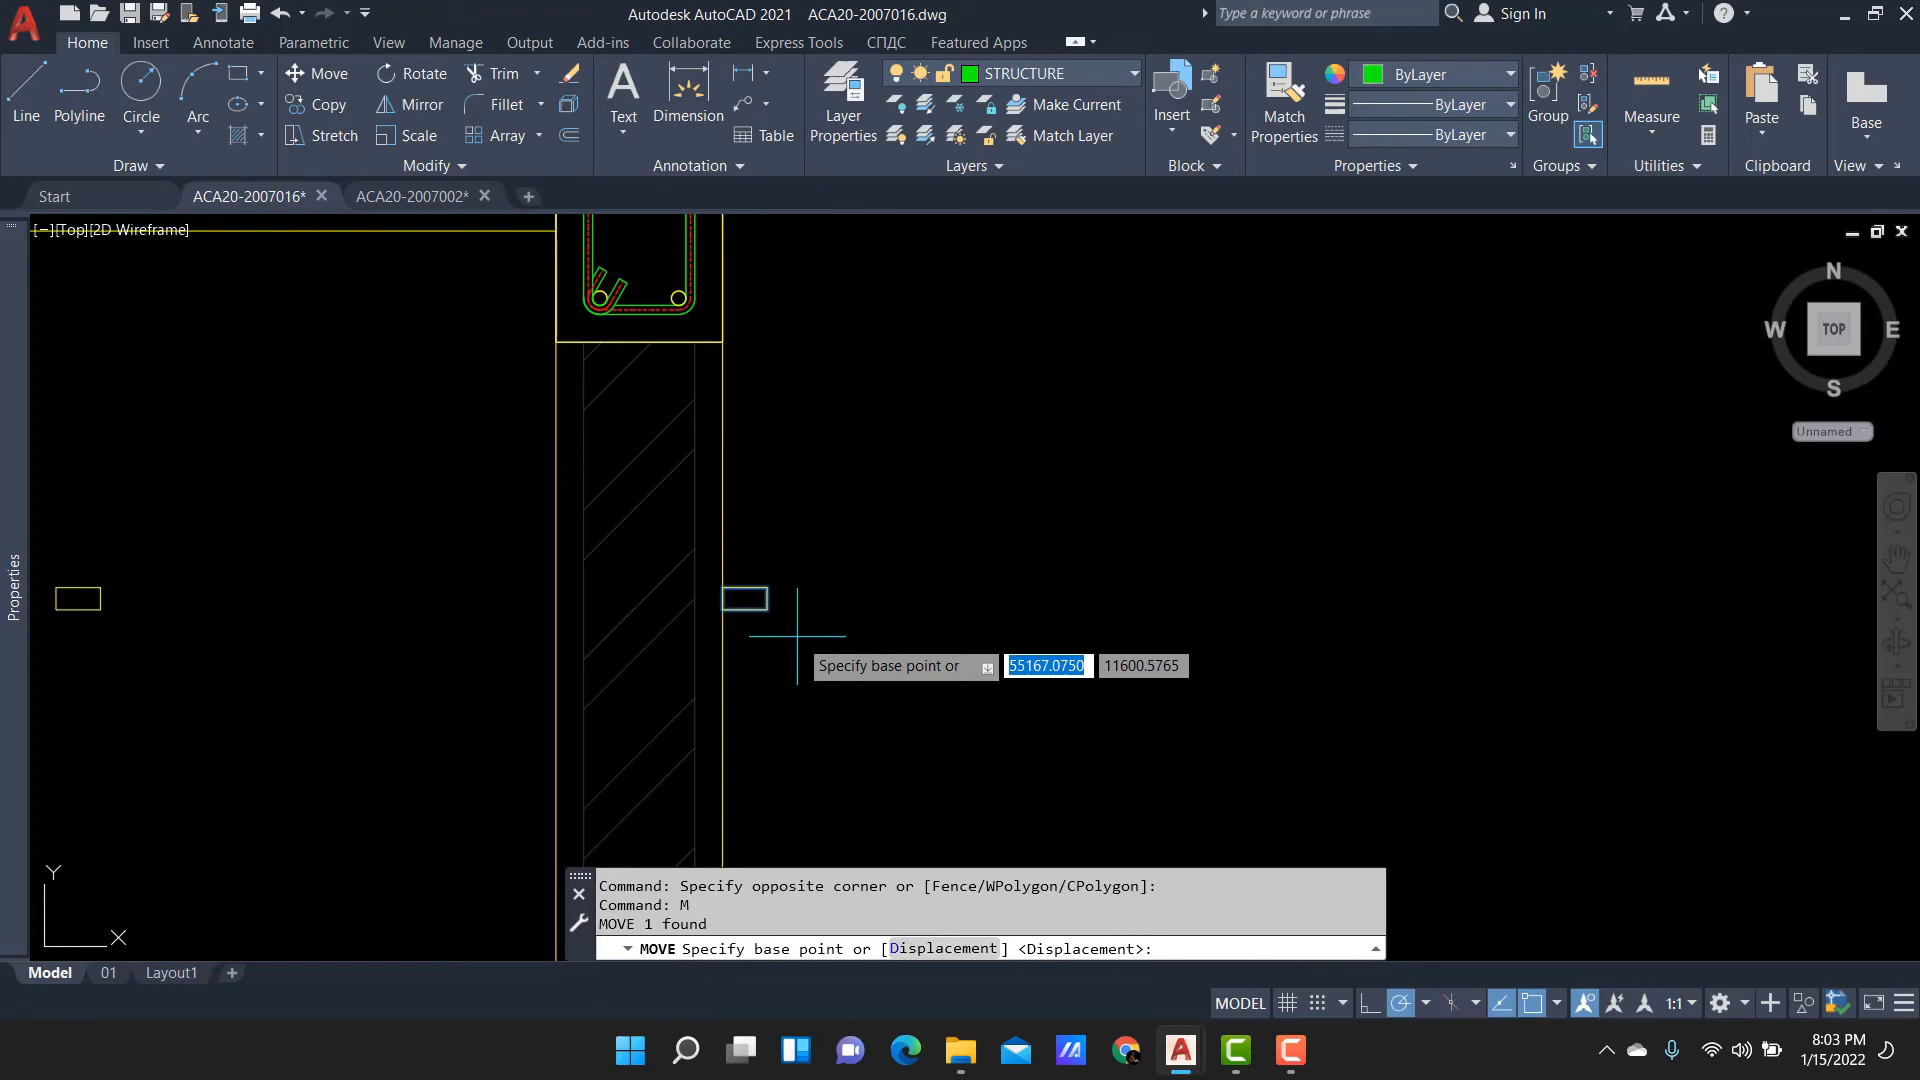 Autodesk AutoCAD 2021 ACA20-2007016.dwg
Type a keyword or phrase
Sign In
Home Insert Annotate Parametric View Manage Output Add-ins Collaborate Express Tools СПДС Featured Apps
Line Polyline Circle Arc
Move Rotate Trim
Copy Mirror Fillet
Stretch Scale Array
Text Dimension Table
Layer Properties
STRUCTURE
Make Current
Match Layer
Insert
Match Properties
ByLayer
ByLayer
ByLayer
Group
Measure
Paste
Base
Draw Modify Annotation Layers Block Properties Groups Utilities Clipboard View
Start ACA20-2007016* ACA20-2007002*
[−][Top][2D Wireframe]
N
W TOP E
S
Unnamed
Properties
Specify base point or 55167.0750 11600.5765
Y
X
Command: Specify opposite corner or [Fence/WPolygon/CPolygon]:
Command: M
MOVE 1 found
MOVE Specify base point or [Displacement] <Displacement>:
Model 01 Layout1
MODEL 1:1
8:03 PM
1/15/2022